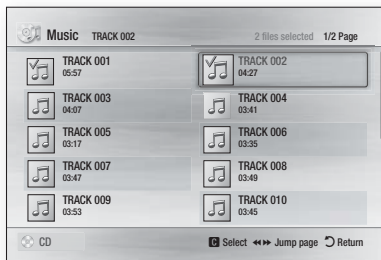 Music TRACK 002 2 files selected 1/2 Page
TRACK 001 TRACK 002
05:57 04:27
TRACK 003 TRACK 004
04:07 03:41
TRACK 005 TRACK 006
03:17 03:35
TRACK 007 TRACK 008
03:47 03:49
TRACK 009 TRACK 010
03:53 03:45
CD C Select Jump page Return